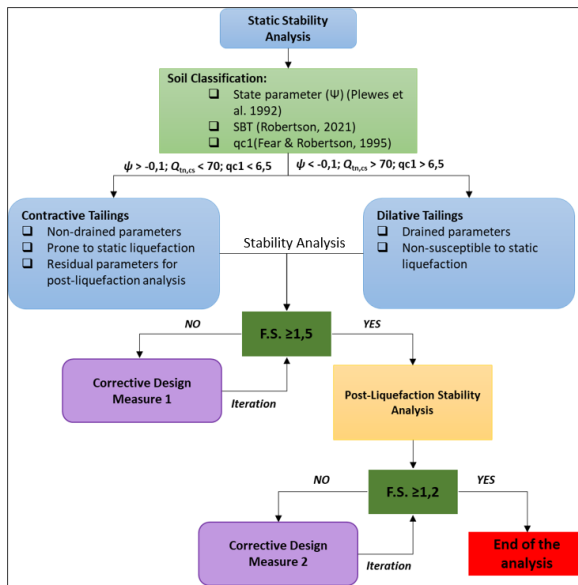 Static Stability
Analysis
Soil Classification:
❑ State parameter (Ψ) (Plewes
et al. 1992)
❑ SBT (Robertson, 2021)
❑ qc1(Fear & Robertson, 1995)
ψ > -0,1; Qtn,cs < 70; qc1 < 6,5
ψ < -0,1; Qtn,cs > 70; qc1 > 6,5
Contractive Tailings
❑ Non-drained parameters
❑ Prone to static liquefaction
❑ Residual parameters for
post-liquefaction analysis
Stability Analysis
Dilative Tailings
❑ Drained parameters
❑ Non-susceptible to static
liquefaction
NO
F.S. ≥1,5
YES
Corrective Design
Measure 1
Iteration
Post-Liquefaction Stability
Analysis
NO
F.S. ≥1,2
YES
Corrective Design
Measure 2
Iteration
End of the
analysis